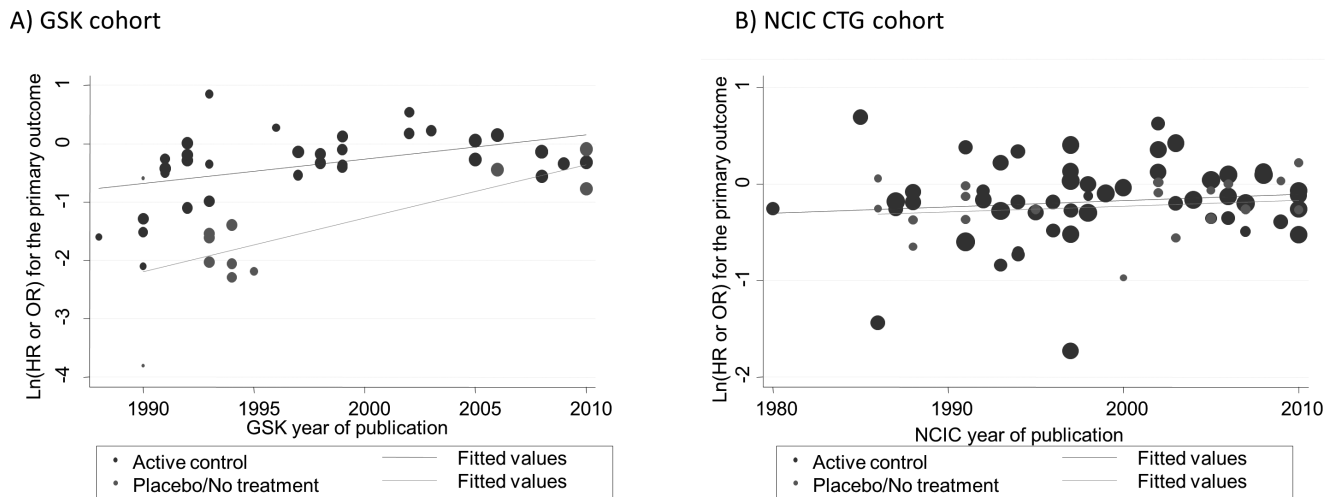 A) GSK cohort
Ln(HR or OR) for the primary outcome
1
0
-1
-2
-3
-4
1990
1995
2000
2005
2010
GSK year of publication
Active control
Fitted values
Placebo/No treatment
Fitted values
B) NCIC CTG cohort
Ln(HR or OR) for the primary outcome
1
0
-1
-2
1980
1990
2000
2010
NCIC year of publication
Active control
Fitted values
Placebo/No treatment
Fitted values